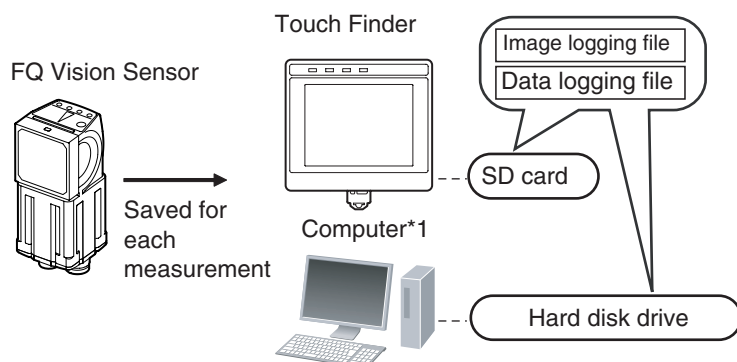 Touch Finder
Image logging file
Data logging file
FQ Vision Sensor
SD card
Saved for
each
measurement
Computer*1
Hard disk drive